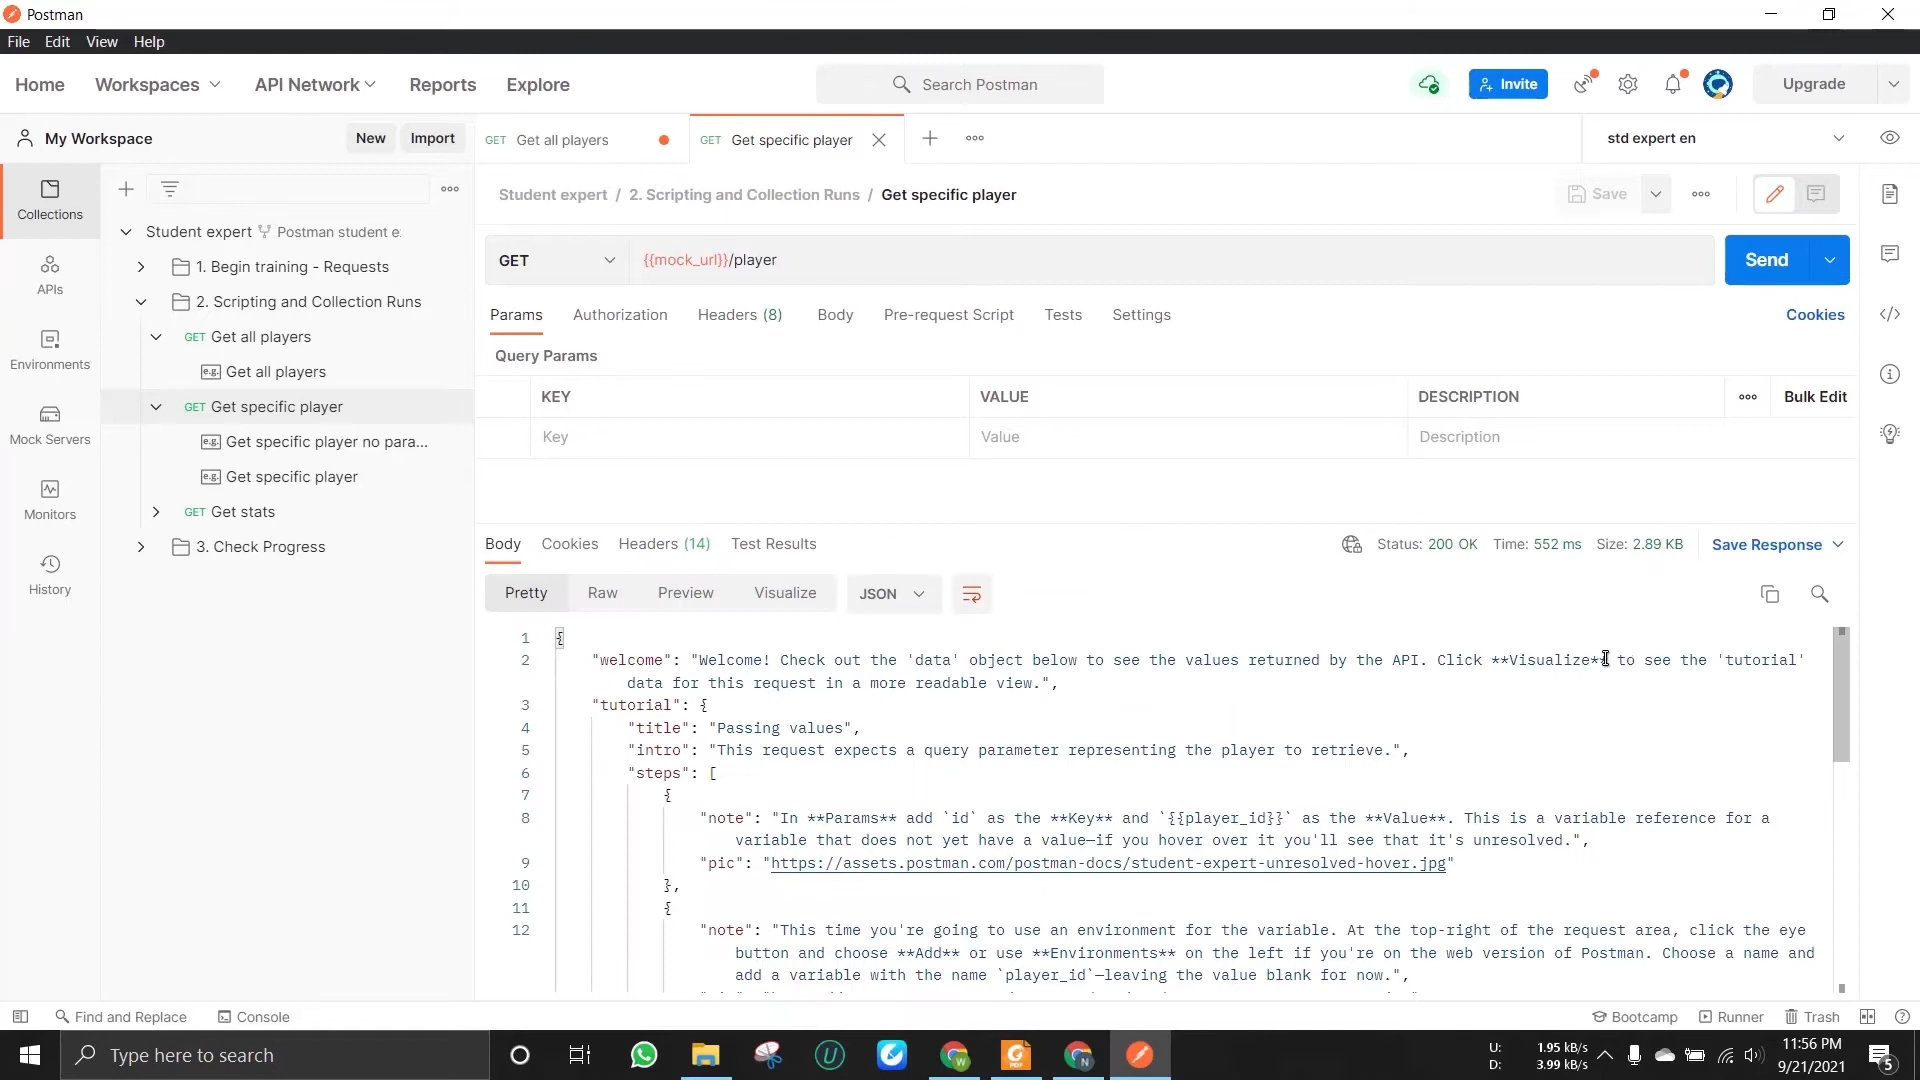 Postman
File Edit View Help
Home Workspaces API Network Reports Explore Search Postman Invite Upgrade
My Workspace New Import GET Get all players GET Get specific player std expert en
Student expert / 2. Scripting and Collection Runs / Get specific player Save
Collections
APIs
Environments
Mock Servers
Monitors
History
Student expert Postman student e
1. Begin training - Requests
2. Scripting and Collection Runs
GET Get all players
e.g. Get all players
GET Get specific player
e.g. Get specific player no para...
e.g. Get specific player
GET Get stats
3. Check Progress
GET {{mock_url}}/player Send
Params Authorization Headers (8) Body Pre-request Script Tests Settings Cookies
Query Params
KEY VALUE DESCRIPTION Bulk Edit
Key Value Description
Body Cookies Headers (14) Test Results Status: 200 OK Time: 552 ms Size: 2.89 KB Save Response
Pretty Raw Preview Visualize JSON
1 {
2 "welcome": "Welcome! Check out the 'data' object below to see the values returned by the API. Click **Visualize** to see the 'tutorial'
data for this request in a more readable view.",
3 "tutorial": {
4 "title": "Passing values",
5 "intro": "This request expects a query parameter representing the player to retrieve.",
6 "steps": [
7 {
8 "note": "In **Params** add `id` as the **Key** and `{{player_id}}` as the **Value**. This is a variable reference for a
variable that does not yet have a value—if you hover over it you'll see that it's unresolved.",
9 "pic": "https://assets.postman.com/postman-docs/student-expert-unresolved-hover.jpg"
10 },
11 {
12 "note": "This time you're going to use an environment for the variable. At the top-right of the request area, click the eye
button and choose **Add** or use **Environments** on the left if you're on the web version of Postman. Choose a name and
add a variable with the name `player_id`—leaving the value blank for now.",
Find and Replace Console Bootcamp Runner Trash
Type here to search
U: 1.95 kB/s
D: 3.99 kB/s
11:56 PM
9/21/2021
5